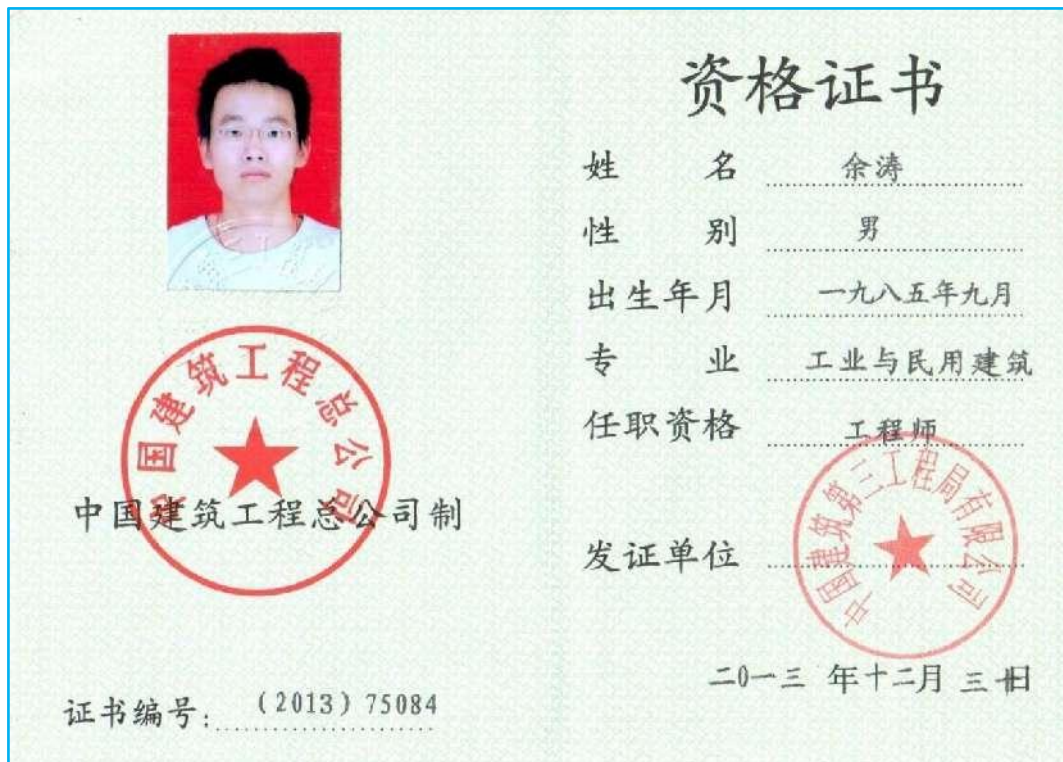 中国建筑工程总公司
中国建筑工程总公司制
证书编号: (2013)75084
资格证书
姓 名 余涛
性 别 男
出生年月 一九八五年九月
专 业 工业与民用建筑
任职资格 工程师
发证单位
中国建筑第三工程局有限公司
二0一三 年十二月 三十日